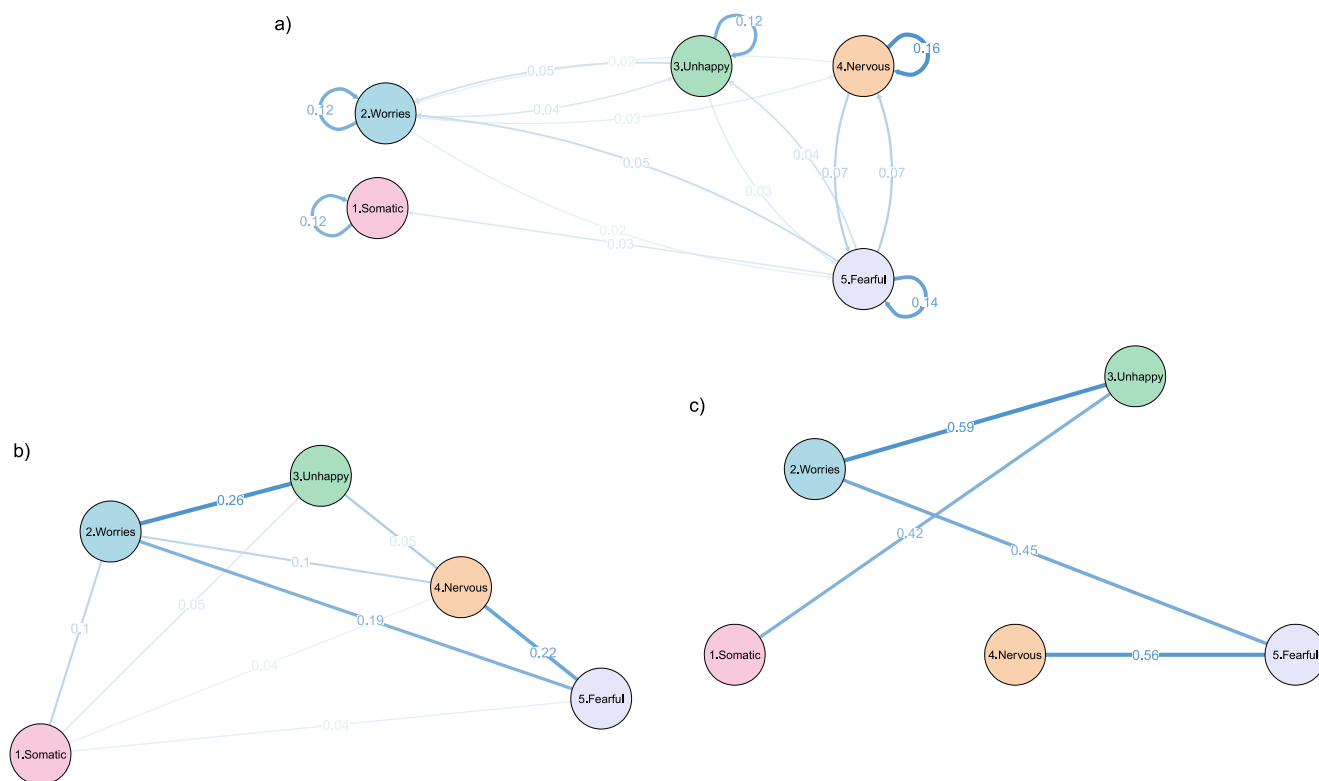 a)
0.12
3.Unhappy
4.Nervous
0.16
0.05
0.02
0.12
2.Worries
0.04
0.03
0.05
0.04
0.07
0.07
0.03
0.12
1.Somatic
0.02
0.03
5.Fearful
0.14
b)
3.Unhappy
0.26
2.Worries
0.05
0.1
4.Nervous
0.05
0.19
0.1
0.22
0.04
5.Fearful
0.04
1.Somatic
c)
3.Unhappy
0.59
2.Worries
0.42
0.45
1.Somatic
4.Nervous
0.56
5.Fearful